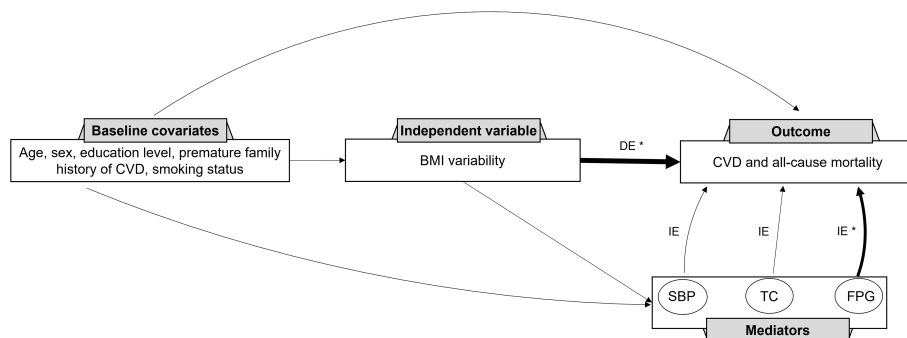 Baseline covariates
Age, sex, education level, premature family
history of CVD, smoking status
Independent variable
BMI variability
DE *
Outcome
CVD and all-cause mortality
IE
IE
IE *
SBP
TC
FPG
Mediators